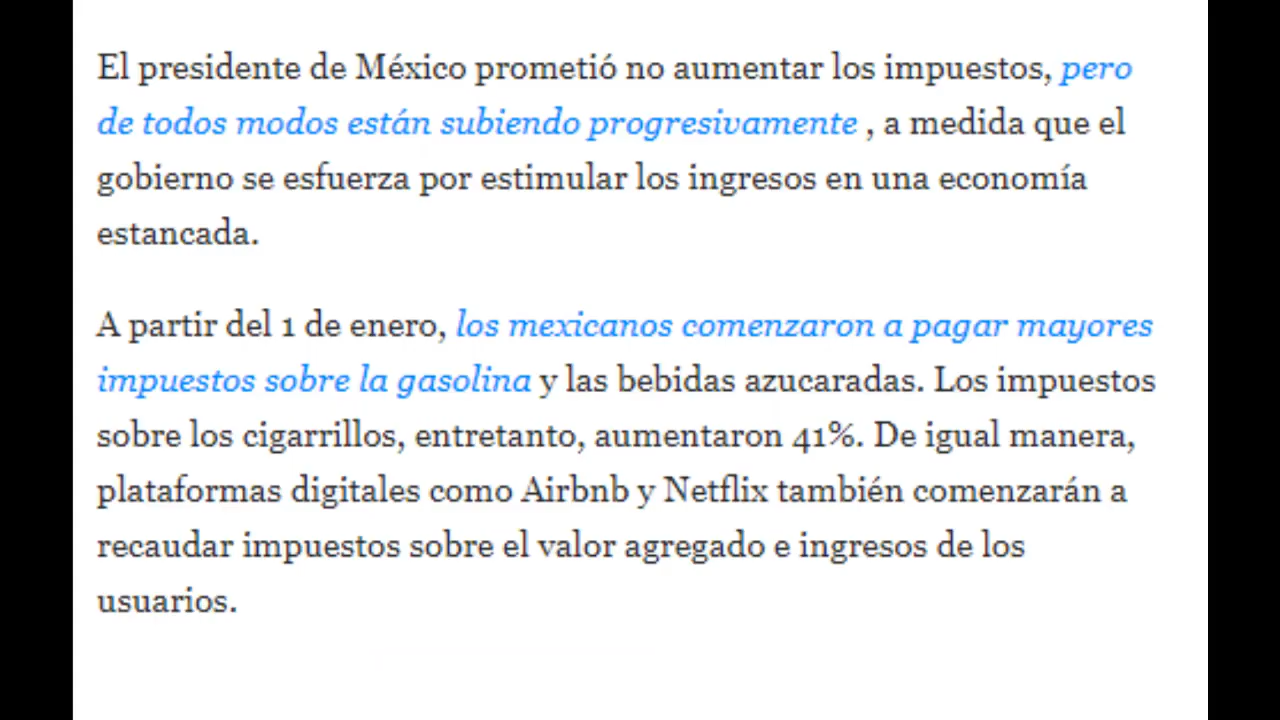 El presidente de México prometió no aumentar los impuestos, pero
de todos modos están subiendo progresivamente , a medida que el
gobierno se esfuerza por estimular los ingresos en una economía
estancada.
A partir del 1 de enero, los mexicanos comenzaron a pagar mayores
impuestos sobre la gasolina y las bebidas azucaradas. Los impuestos
sobre los cigarrillos, entretanto, aumentaron 41%. De igual manera,
plataformas digitales como Airbnb y Netflix también comenzarán a
recaudar impuestos sobre el valor agregado e ingresos de los
usuarios.